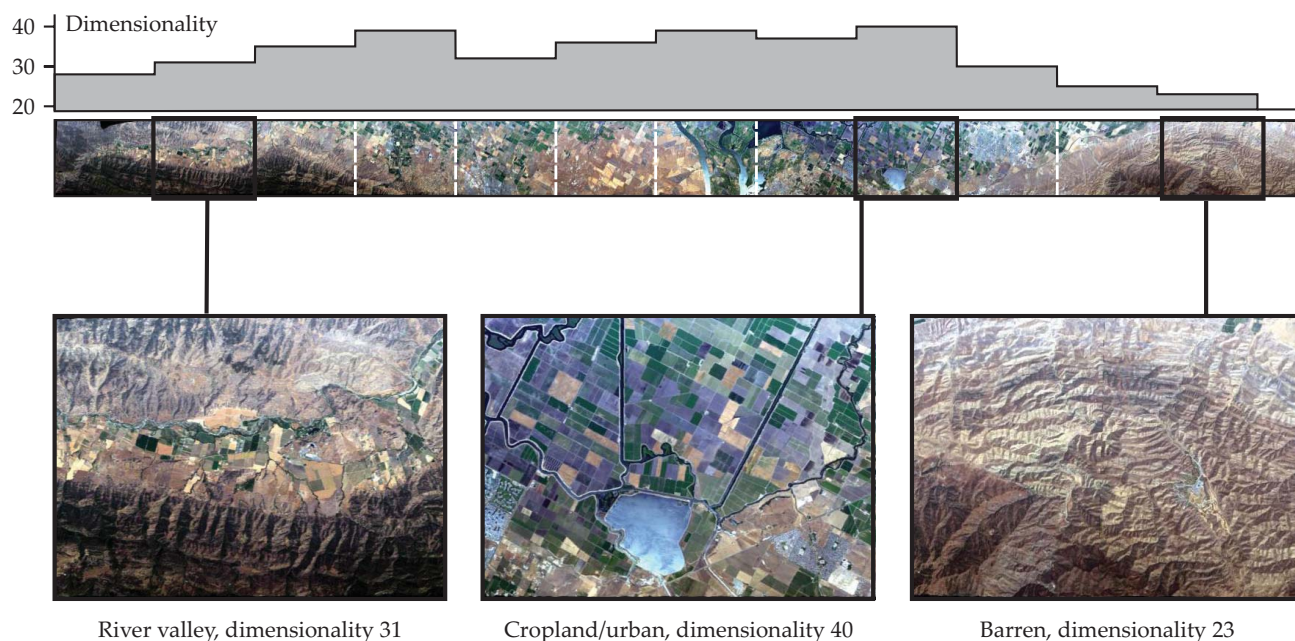 Dimensionality
40
30
20
River valley, dimensionality 31
Cropland/urban, dimensionality 40
Barren, dimensionality 23